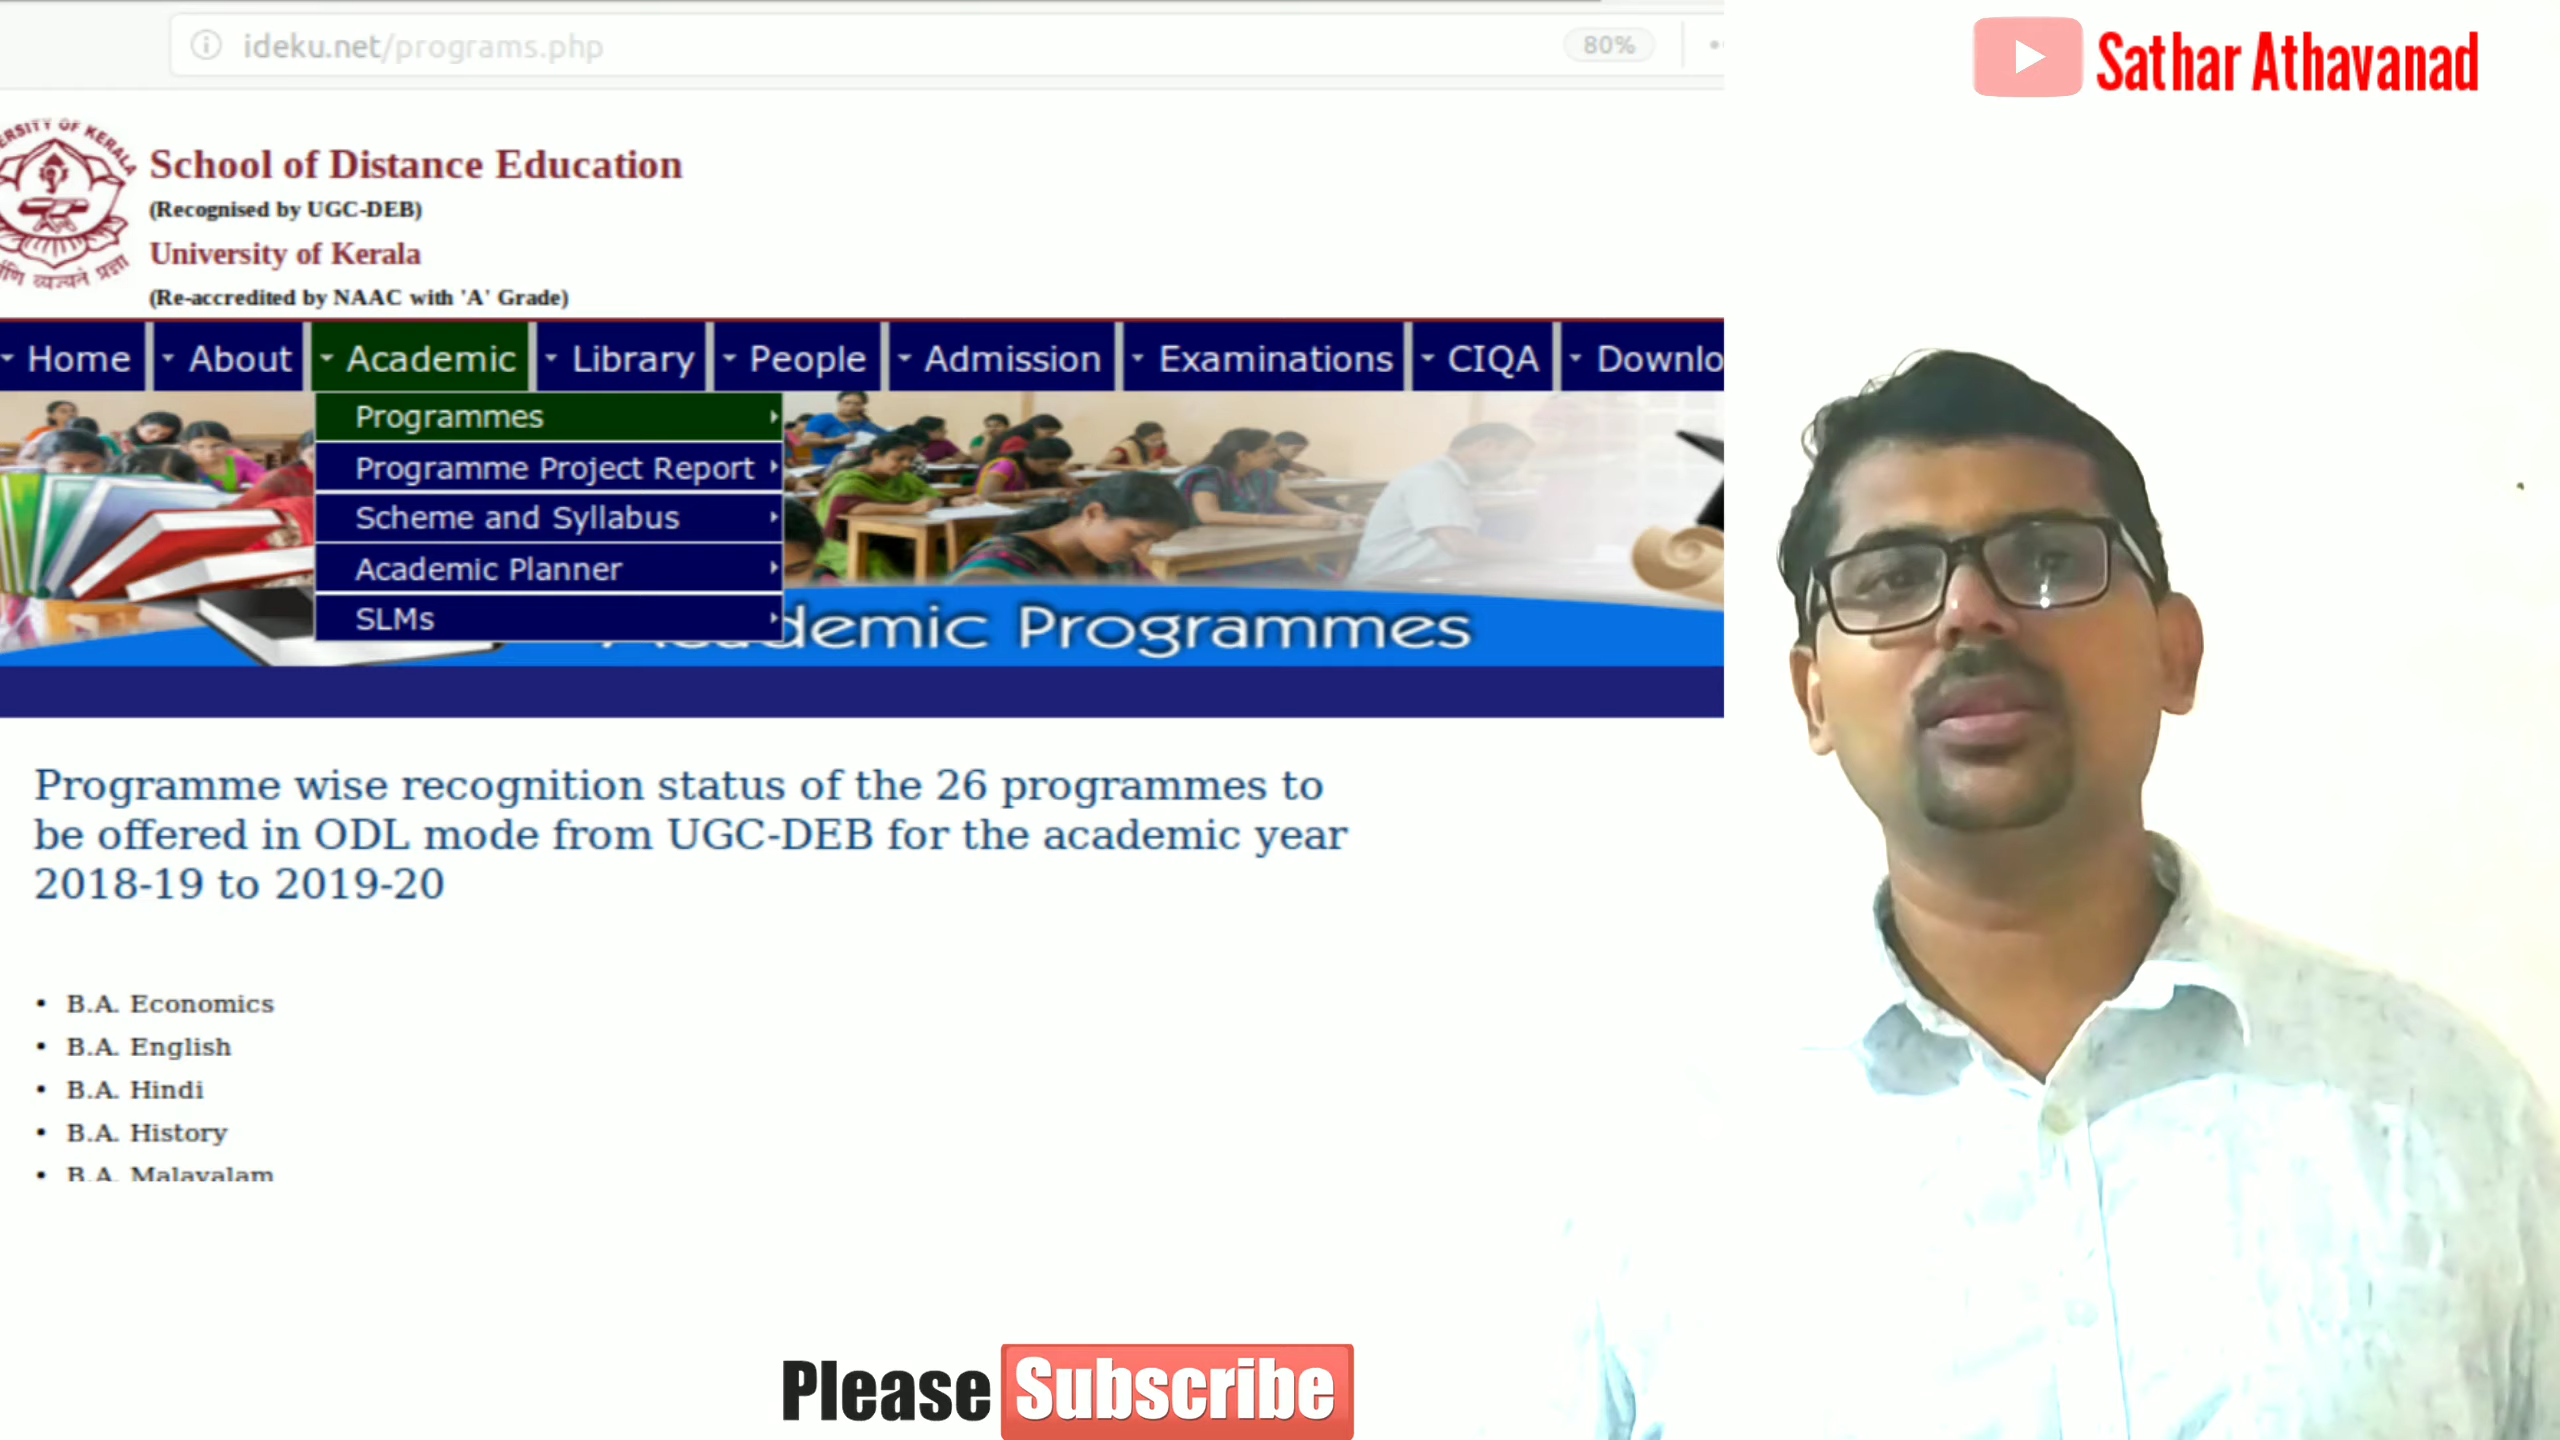 ideku.net/programs.php
80%
Sathar Athavanad
School of Distance Education
(Recognised by UGC-DEB)
University of Kerala
(Re-accredited by NAAC with 'A' Grade)
Home About Academic Library People Admission Examinations CIQA Downlo
Programmes
Programme Project Report
Scheme and Syllabus
Academic Planner
SLMs
Academic Programmes
Programme wise recognition status of the 26 programmes to
be offered in ODL mode from UGC-DEB for the academic year
2018-19 to 2019-20
• B.A. Economics
• B.A. English
• B.A. Hindi
• B.A. History
• B.A. Malayalam
Please Subscribe